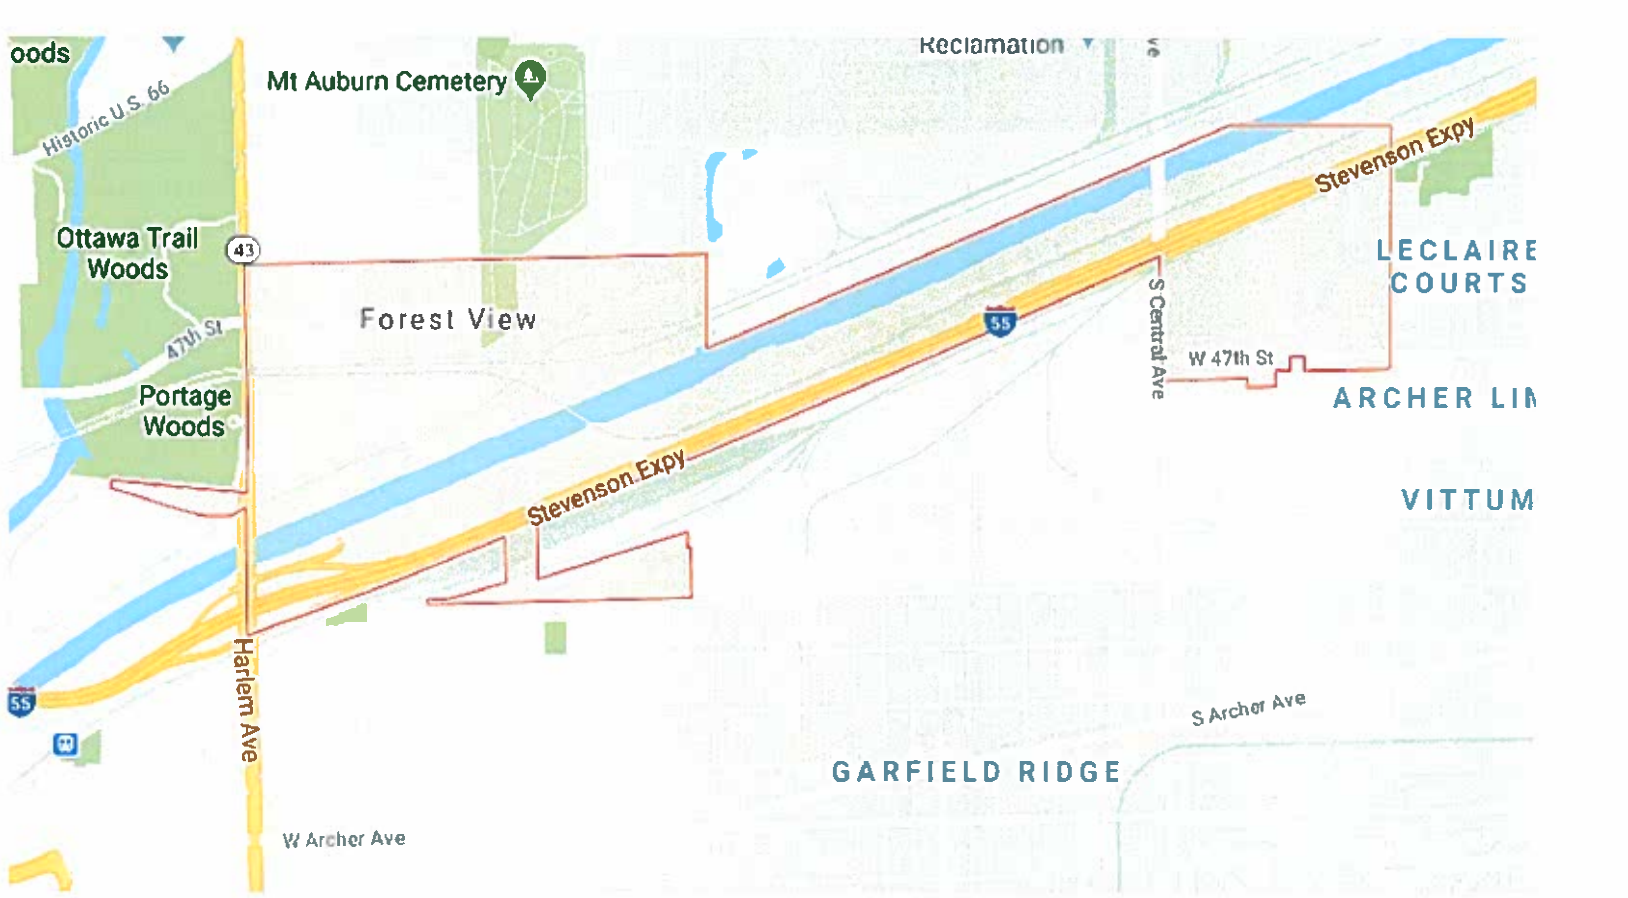 oods
Reclamation
ve
Mt Auburn Cemetery
Historic U.S. 66
Stevenson Expy
Ottawa Trail
Woods
43
LECLAIRE
COURTS
Forest View
55
S Central Ave
47th St
W 47th St
Portage
Woods
ARCHER LIM
Stevenson Expy
VITTUM
Harlem Ave
55
S Archer Ave
GARFIELD RIDGE
W Archer Ave